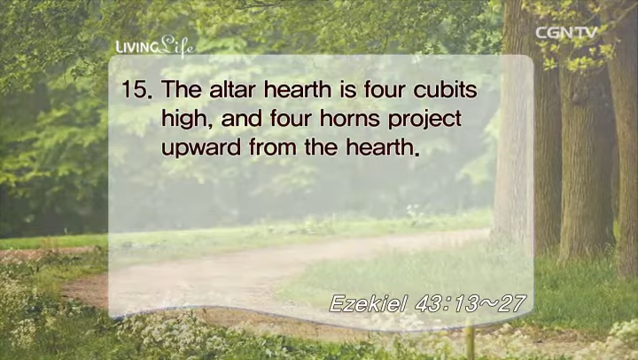 LIVING Life
CGNTV
15. The altar hearth is four cubits
high, and four horns project
upward from the hearth.
Ezekiel 43:13~27